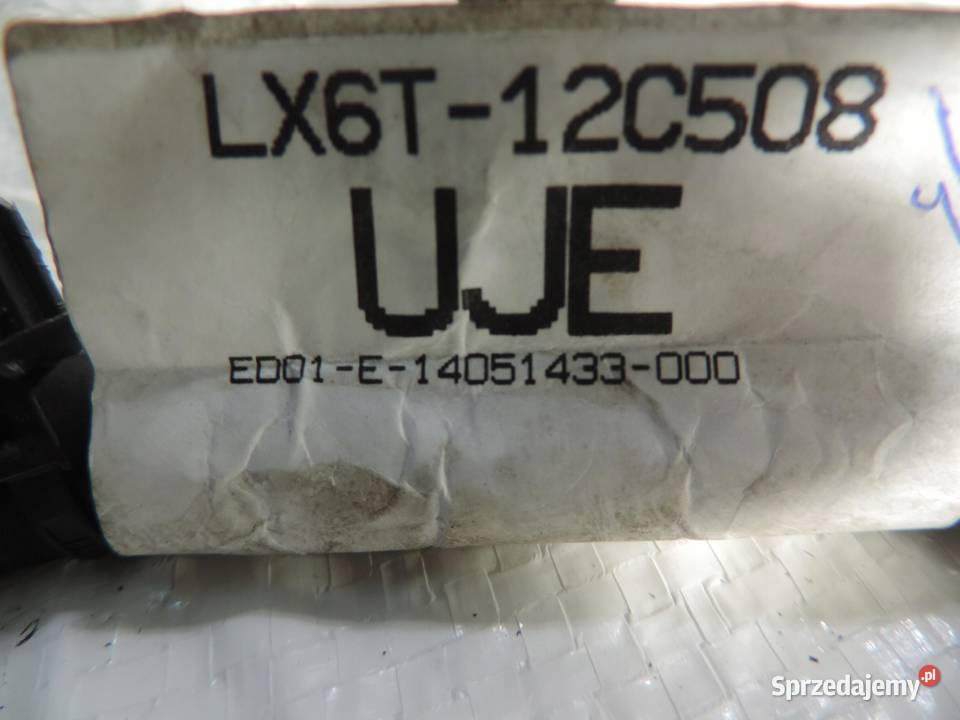 LX6T-12C508
UJE
ED01-E-14051433-000
Sprzedajemy.pl